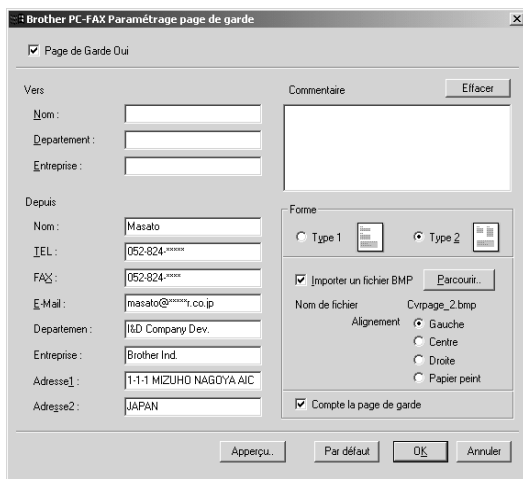 Brother PC-FAX Paramétrage page de garde
Page de Garde Oui
Vers
Nom :
Departement :
Entreprise :
Commentaire
Effacer
Depuis
Nom : Masato
TEL : 052-824-*****
FAX : 052-824-****
E-Mail : masato@*****r.co.jp
Departemen : I&D Company Dev.
Entreprise : Brother Ind.
Adresse1 : 1-1-1 MIZUHO NAGOYA AIC
Adresse2 : JAPAN
Forme
Type 1
Type 2
Importer un fichier BMP
Parcourir..
Nom de fichier Cvrpage_2.bmp
Alignement Gauche
Centre
Droite
Papier peint
Compte la page de garde
Apperçu..
Par défaut
OK
Annuler